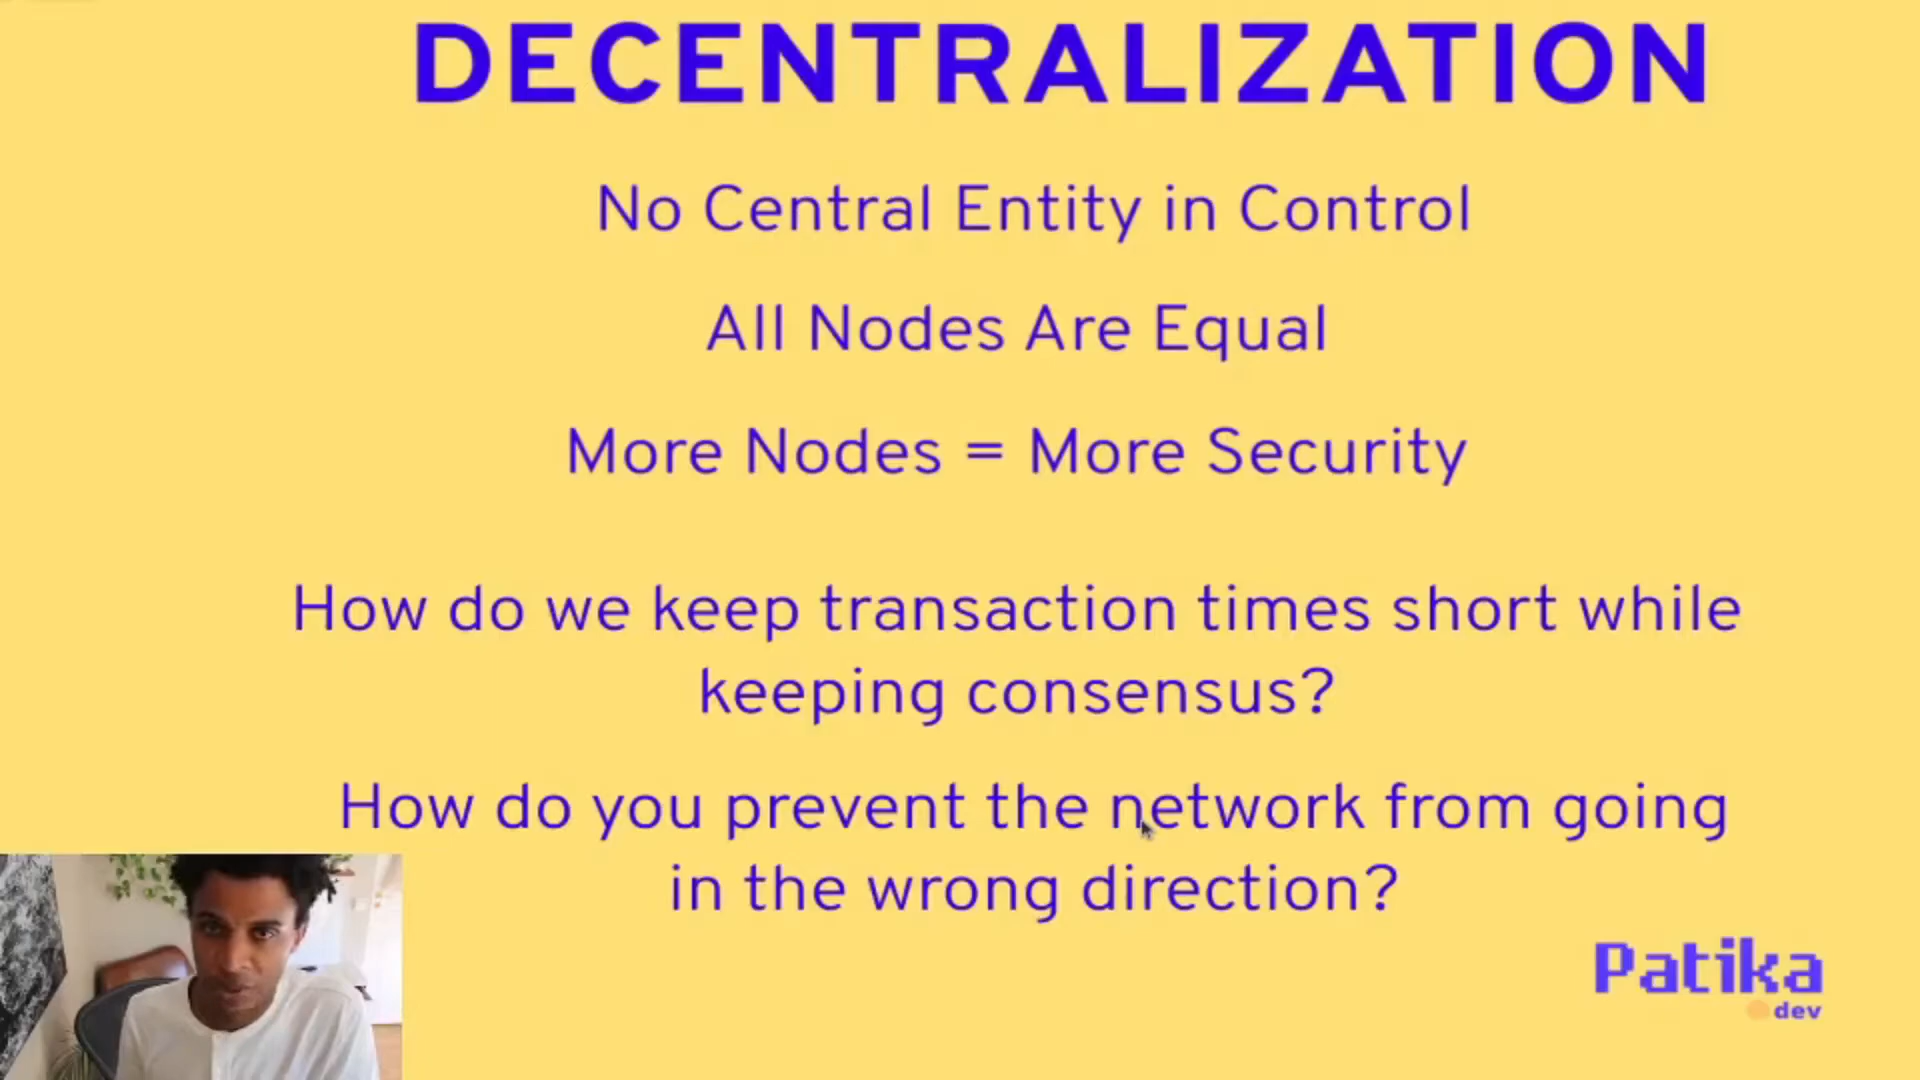 DECENTRALIZATION
No Central Entity in Control
All Nodes Are Equal
More Nodes = More Security
How do we keep transaction times short while
keeping consensus?
How do you prevent the network from going
in the wrong direction?
Patika
dev